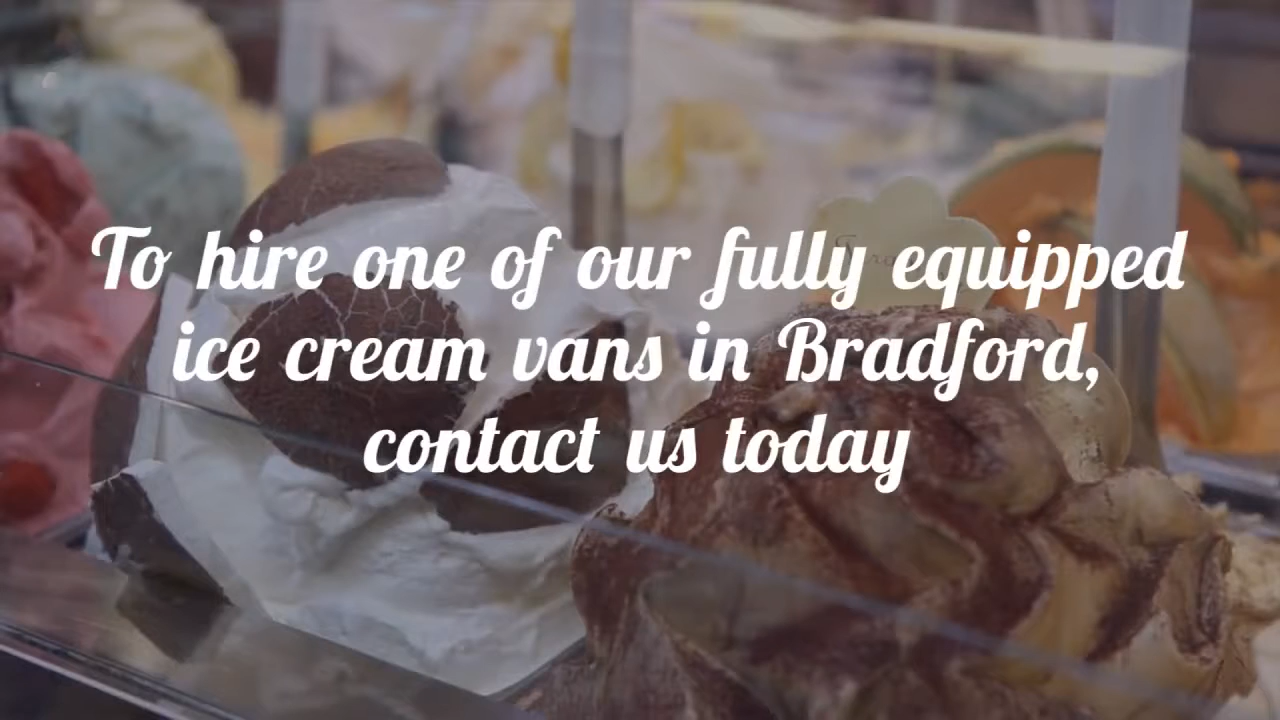 To hire one of our fully equipped
ice cream vans in Bradford,
contact us today